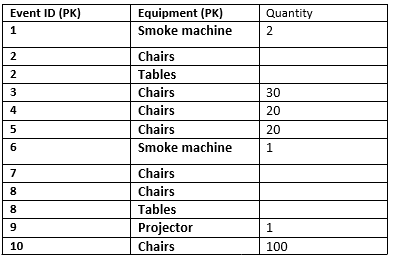 Event ID (PK) Equipment (PK) Quantity
1 Smoke machine 2
2 Chairs
2 Tables
3 Chairs 30
4 Chairs 20
5 Chairs 20
6 Smoke machine 1
7 Chairs
8 Chairs
8 Tables
9 Projector 1
10 Chairs 100